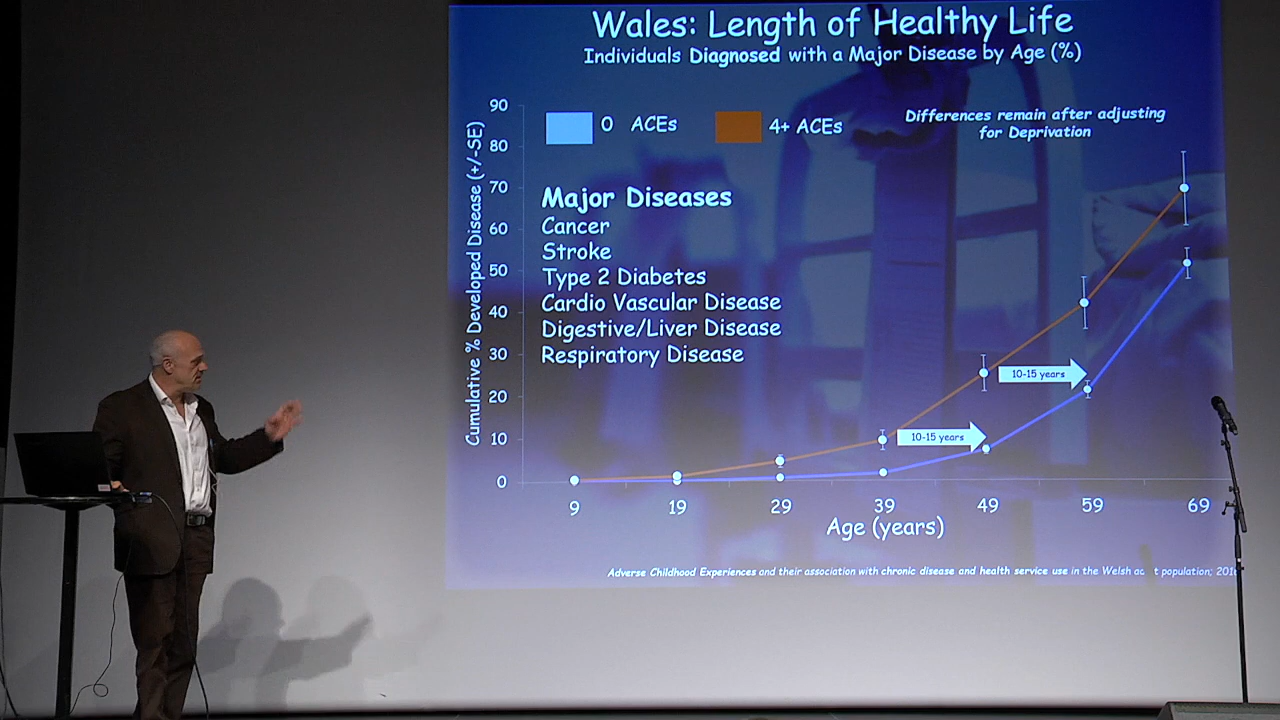 Wales: Length of Healthy Life
Individuals Diagnosed with a Major Disease by Age (%)
Cumulative % Developed Disease (+/-SE)
90
80
70
60
50
40
30
20
10
0
0 ACEs
4+ ACEs
Differences remain after adjusting
for Deprivation
Major Diseases
Cancer
Stroke
Type 2 Diabetes
Cardio Vascular Disease
Digestive/Liver Disease
Respiratory Disease
10-15 years
10-15 years
9 19 29 39 49 59 69
Age (years)
Adverse Childhood Experiences and their association with chronic disease and health service use in the Welsh population;